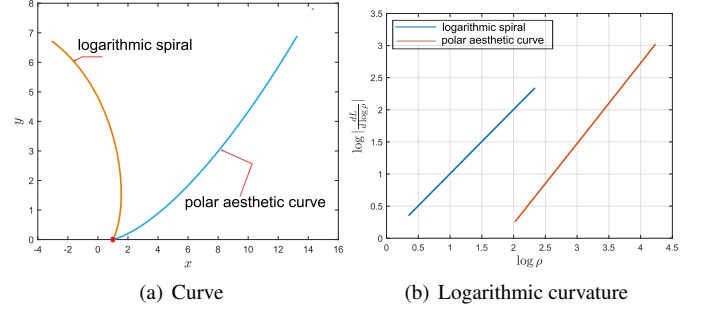 8
7
6
5
4
3
2
1
0
-4 -2 0 2 4 6 8 10 12 14 16
y
x
logarithmic spiral
polar aesthetic curve
(a) Curve
3.5
3
2.5
2
1.5
1
0.5
0
0 0.5 1 1.5 2 2.5 3 3.5 4 4.5
log |dL/d log ρ|
log ρ
logarithmic spiral
polar aesthetic curve
(b) Logarithmic curvature